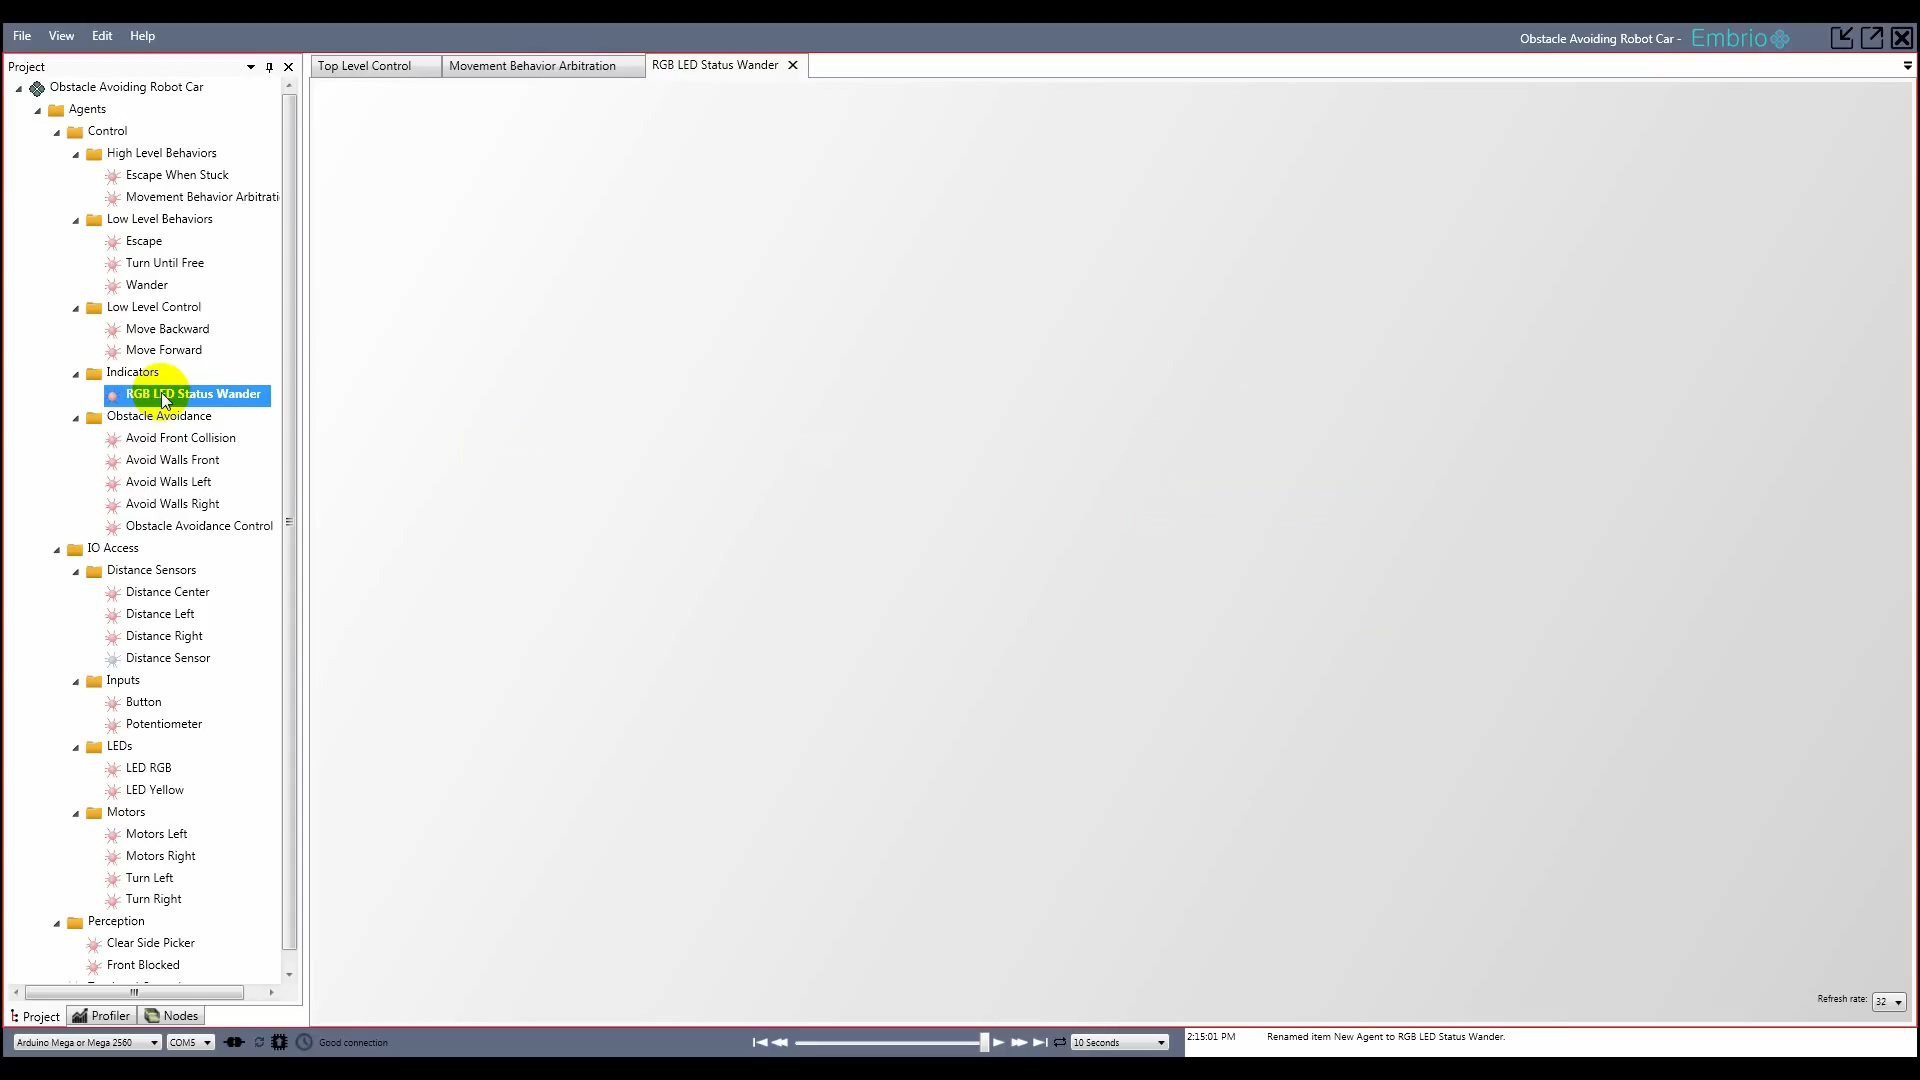 File View Edit Help
Obstacle Avoiding Robot Car - Embrio
Project
Top Level Control
Movement Behavior Arbitration
RGB LED Status Wander
Obstacle Avoiding Robot Car
Agents
Control
High Level Behaviors
Escape When Stuck
Movement Behavior Arbitrati
Low Level Behaviors
Escape
Turn Until Free
Wander
Low Level Control
Move Backward
Move Forward
Indicators
RGB LED Status Wander
Obstacle Avoidance
Avoid Front Collision
Avoid Walls Front
Avoid Walls Left
Avoid Walls Right
Obstacle Avoidance Control
IO Access
Distance Sensors
Distance Center
Distance Left
Distance Right
Distance Sensor
Inputs
Button
Potentiometer
LEDs
LED RGB
LED Yellow
Motors
Motors Left
Motors Right
Turn Left
Turn Right
Perception
Clear Side Picker
Front Blocked
Refresh rate: 32
Project Profiler Nodes
Arduino Mega or Mega 2560 COM5 Good connection
10 Seconds
2:15:01 PM Renamed item New Agent to RGB LED Status Wander.